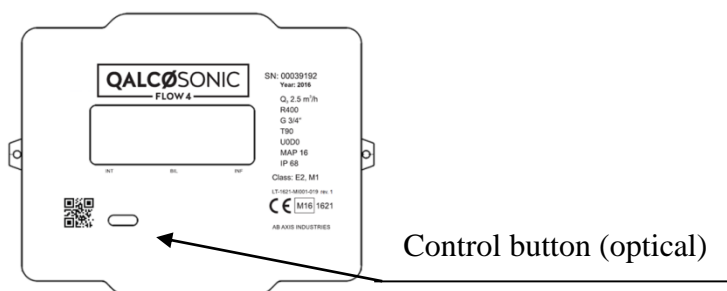 QALCØSONIC
FLOW 4
SN: 00039192
Year: 2016
Qₙ 2.5 m³/h
R400
G 3/4"
T90
U0D0
MAP 16
IP 68
Class: E2, M1
LT-1621-MI001-019 rev. 1
CE M16 1621
AB AXIS INDUSTRIES
INT BIL INF
Control button (optical)